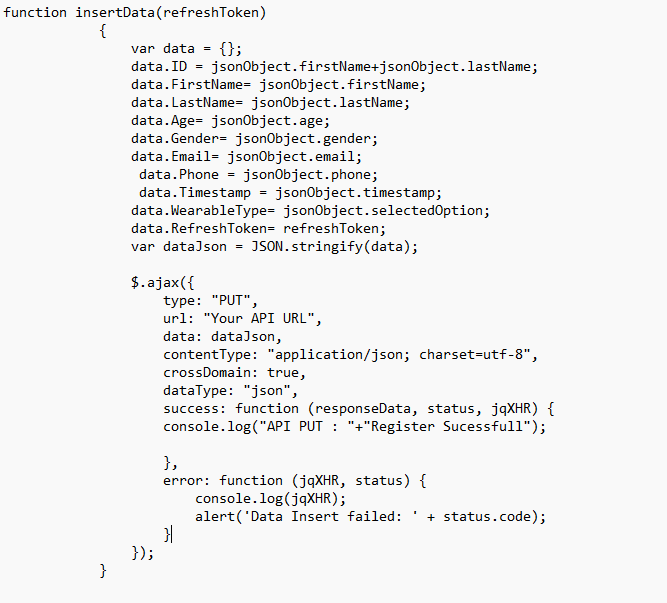 function insertData(refreshToken)
{
var data = {};
data.ID = jsonObject.firstName+jsonObject.lastName;
data.FirstName= jsonObject.firstName;
data.LastName= jsonObject.lastName;
data.Age= jsonObject.age;
data.Gender= jsonObject.gender;
data.Email= jsonObject.email;
data.Phone = jsonObject.phone;
data.Timestamp = jsonObject.timestamp;
data.WearableType= jsonObject.selectedOption;
data.RefreshToken= refreshToken;
var dataJson = JSON.stringify(data);
$.ajax({
type: "PUT",
url: "Your API URL",
data: dataJson,
contentType: "application/json; charset=utf-8",
crossDomain: true,
dataType: "json",
success: function (responseData, status, jqXHR) {
console.log("API PUT : "+"Register Sucessfull");
},
error: function (jqXHR, status) {
console.log(jqXHR);
alert('Data Insert failed: ' + status.code);
}
});
}